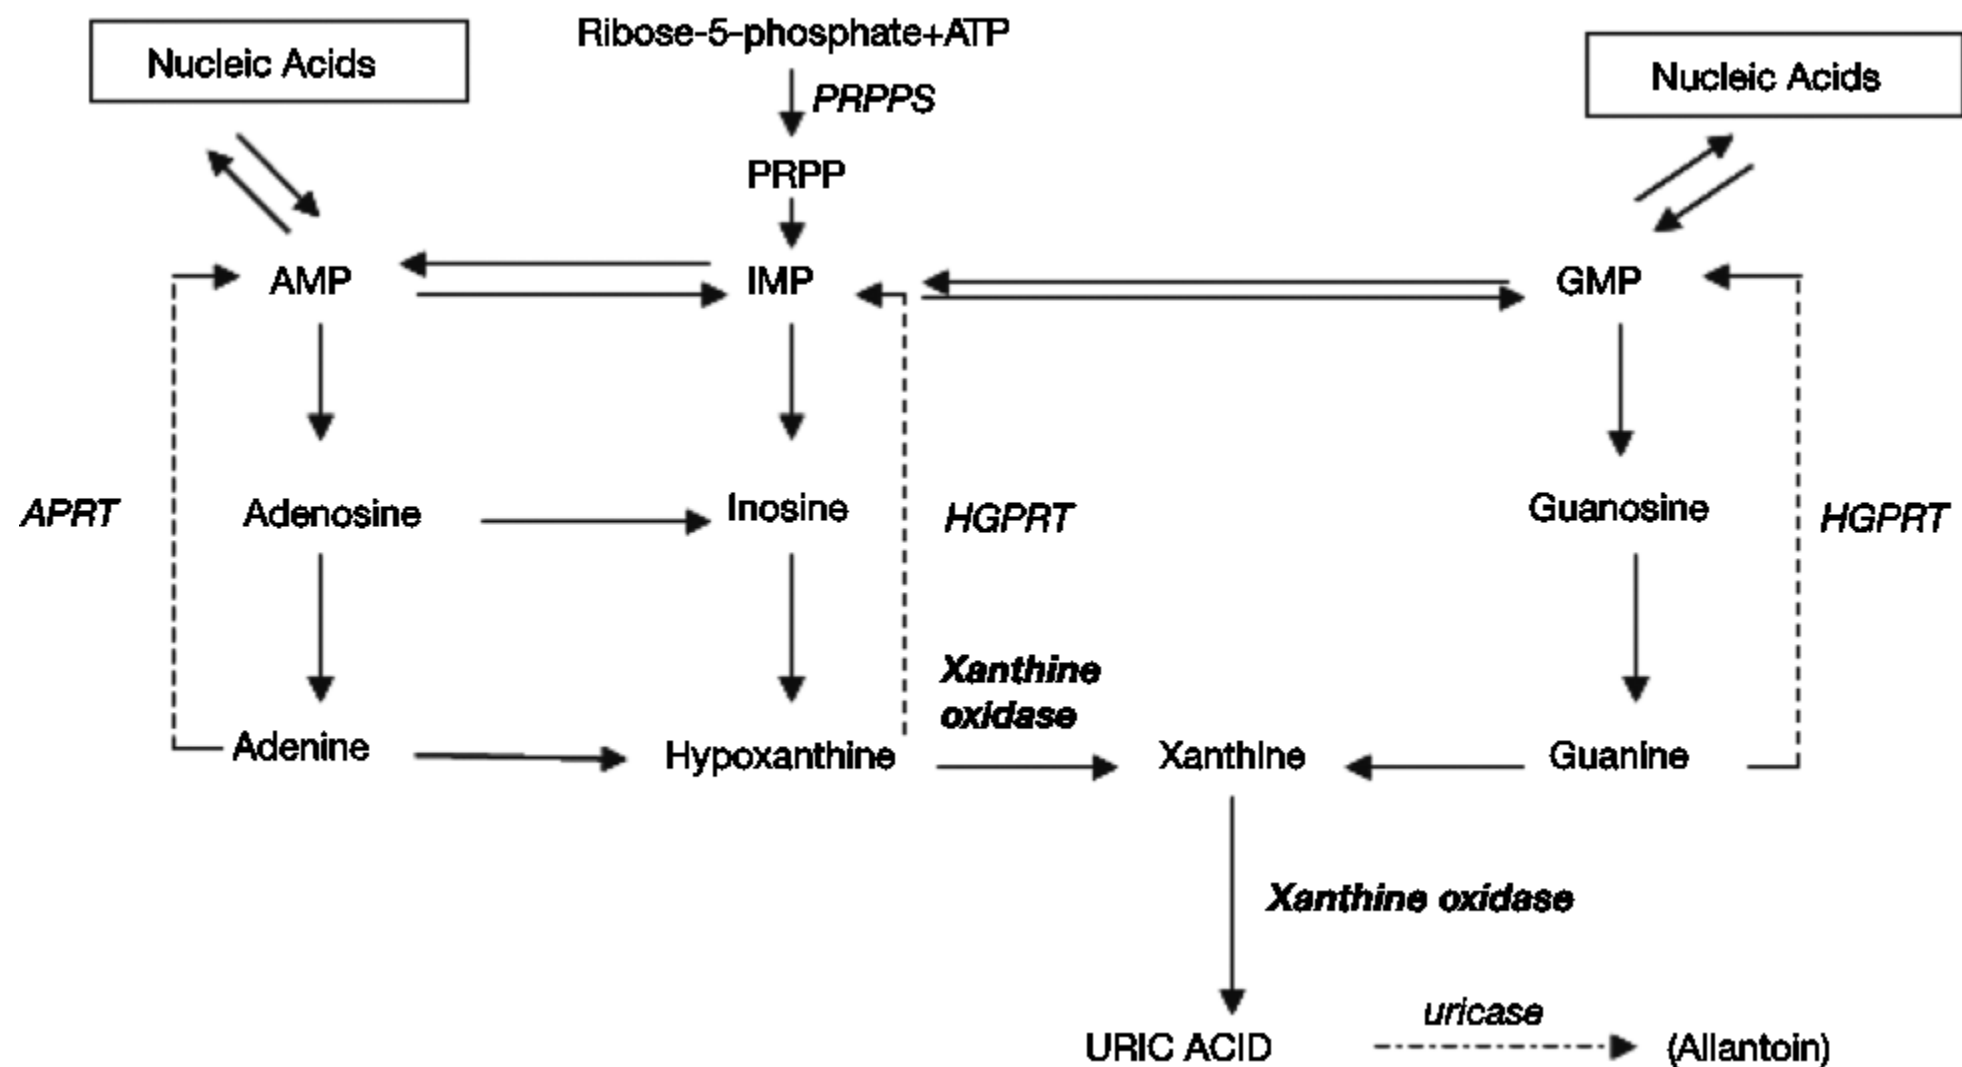 Ribose-5-phosphate+ATP
Nucleic Acids
Nucleic Acids
PRPPS
PRPP
AMP
IMP
GMP
APRT
Adenosine
Inosine
HGPRT
Guanosine
HGPRT
Xanthine
oxidase
Adenine
Hypoxanthine
Xanthine
Guanine
Xanthine oxidase
uricase
URIC ACID
(Allantoin)